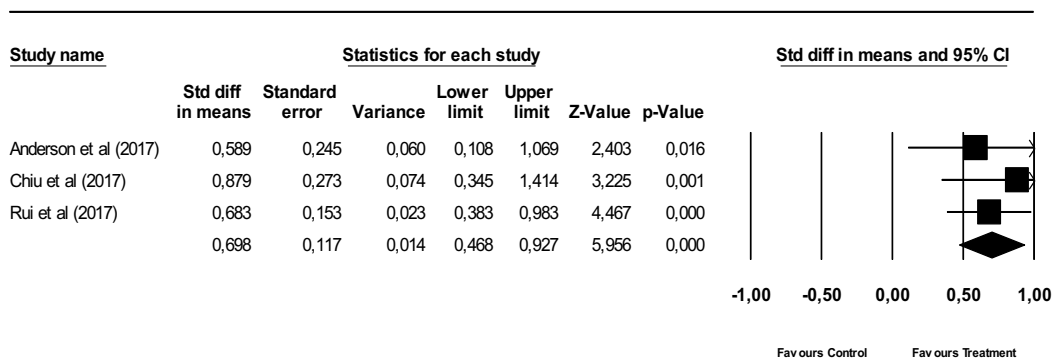 Study name Statistics for each study Std diff in means and 95% CI
Std diff Standard Lower Upper
in means error Variance limit limit Z-Value p-Value
Anderson et al (2017) 0,589 0,245 0,060 0,108 1,069 2,403 0,016
Chiu et al (2017) 0,879 0,273 0,074 0,345 1,414 3,225 0,001
Rui et al (2017) 0,683 0,153 0,023 0,383 0,983 4,467 0,000
0,698 0,117 0,014 0,468 0,927 5,956 0,000
-1,00 -0,50 0,00 0,50 1,00
Favours Control Favours Treatment